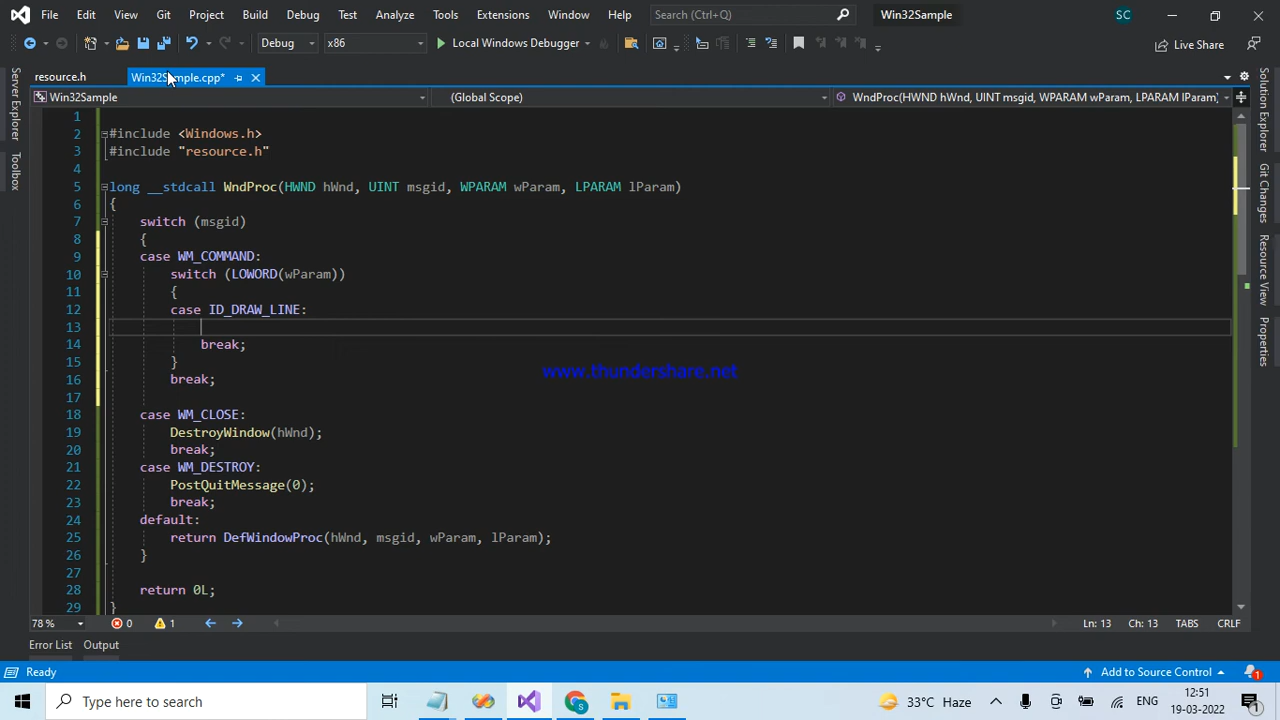 File Edit View Git Project Build Debug Test Analyze Tools Extensions Window Help Search (Ctrl+Q) Win32Sample SC
Debug x86 Local Windows Debugger Live Share
resource.h Win32Sample.cpp*
Win32Sample (Global Scope) WndProc(HWND hWnd, UINT msgid, WPARAM wParam, LPARAM lParam)
1
2 #include <Windows.h>
3 #include "resource.h"
4
5 long __stdcall WndProc(HWND hWnd, UINT msgid, WPARAM wParam, LPARAM lParam)
6 {
7 switch (msgid)
8 {
9 case WM_COMMAND:
10 switch (LOWORD(wParam))
11 {
12 case ID_DRAW_LINE:
13
14 break;
15 }
16 break;
17
18 case WM_CLOSE:
19 DestroyWindow(hWnd);
20 break;
21 case WM_DESTROY:
22 PostQuitMessage(0);
23 break;
24 default:
25 return DefWindowProc(hWnd, msgid, wParam, lParam);
26 }
27
28 return 0L;
29 }
www.thundershare.net
Server Explorer
Toolbox
Solution Explorer
Git Changes
Resource View
Properties
78 % 0 1 Ln: 13 Ch: 13 TABS CRLF
Error List Output
Ready Add to Source Control 1
Type here to search 33°C Haze ENG 12:51
19-03-2022 1